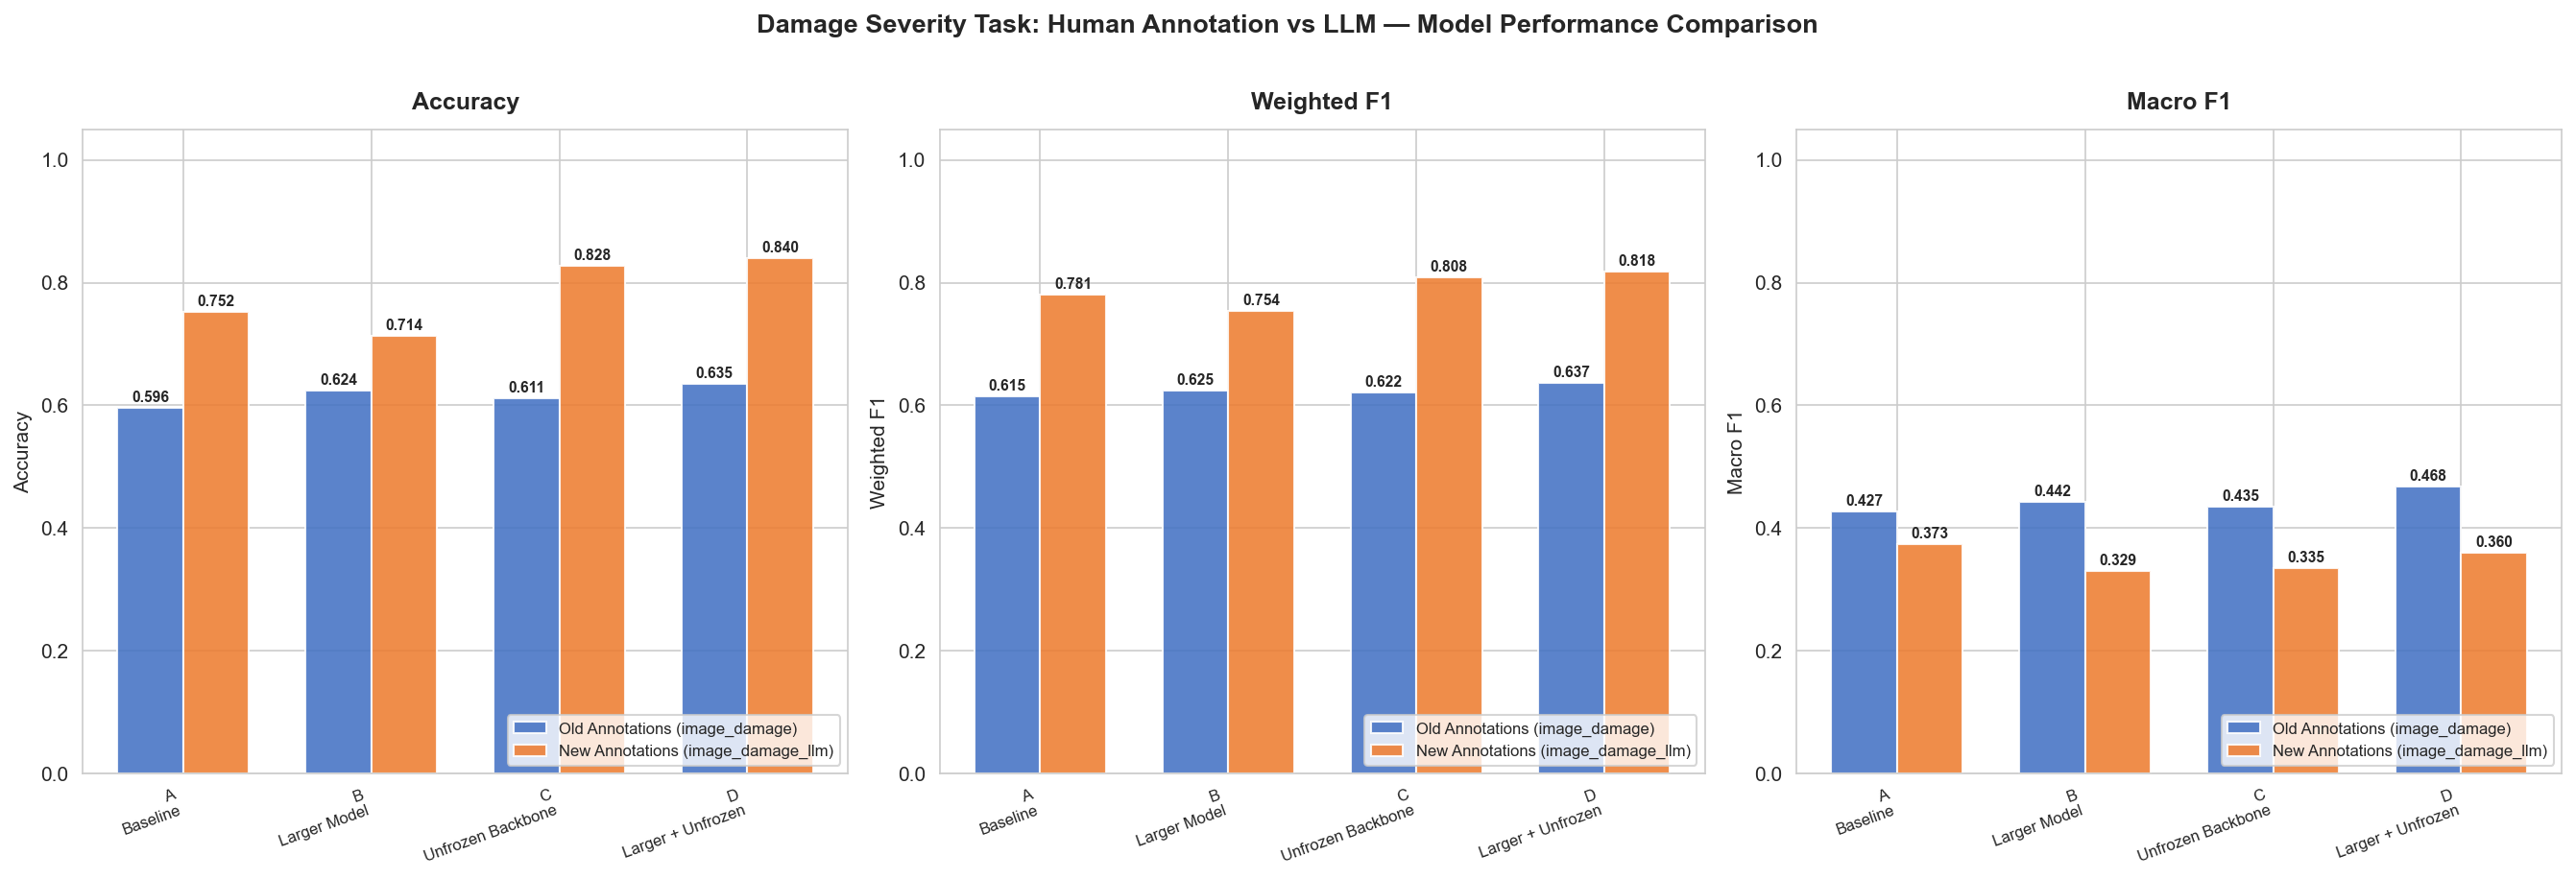 Damage Severity Task: Human Annotation vs LLM — Model Performance Comparison
Accuracy
Accuracy
1.0
0.8
0.6
0.4
0.2
0.0
0.596
0.752
0.624
0.714
0.611
0.828
0.635
0.840
Old Annotations (image_damage)
New Annotations (image_damage_llm)
A
Baseline
B
Larger Model
C
Unfrozen Backbone
D
Larger + Unfrozen
Weighted F1
Weighted F1
1.0
0.8
0.6
0.4
0.2
0.0
0.615
0.781
0.625
0.754
0.622
0.808
0.637
0.818
Old Annotations (image_damage)
New Annotations (image_damage_llm)
A
Baseline
B
Larger Model
C
Unfrozen Backbone
D
Larger + Unfrozen
Macro F1
Macro F1
1.0
0.8
0.6
0.4
0.2
0.0
0.427
0.373
0.442
0.329
0.435
0.335
0.468
0.360
Old Annotations (image_damage)
New Annotations (image_damage_llm)
A
Baseline
B
Larger Model
C
Unfrozen Backbone
D
Larger + Unfrozen